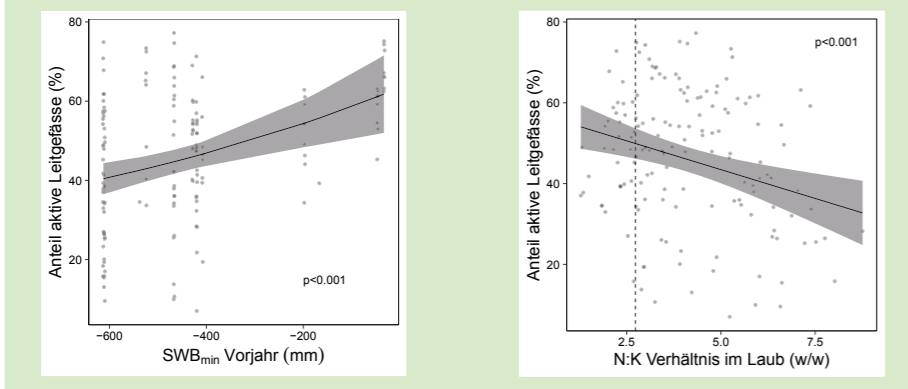 80
60
40
20
Anteil aktive Leitgefässe (%)
p<0.001
−600
−400
−200
SWBmin Vorjahr (mm)
80
60
40
20
Anteil aktive Leitgefässe (%)
p<0.001
2.5
5.0
7.5
N:K Verhältnis im Laub (w/w)